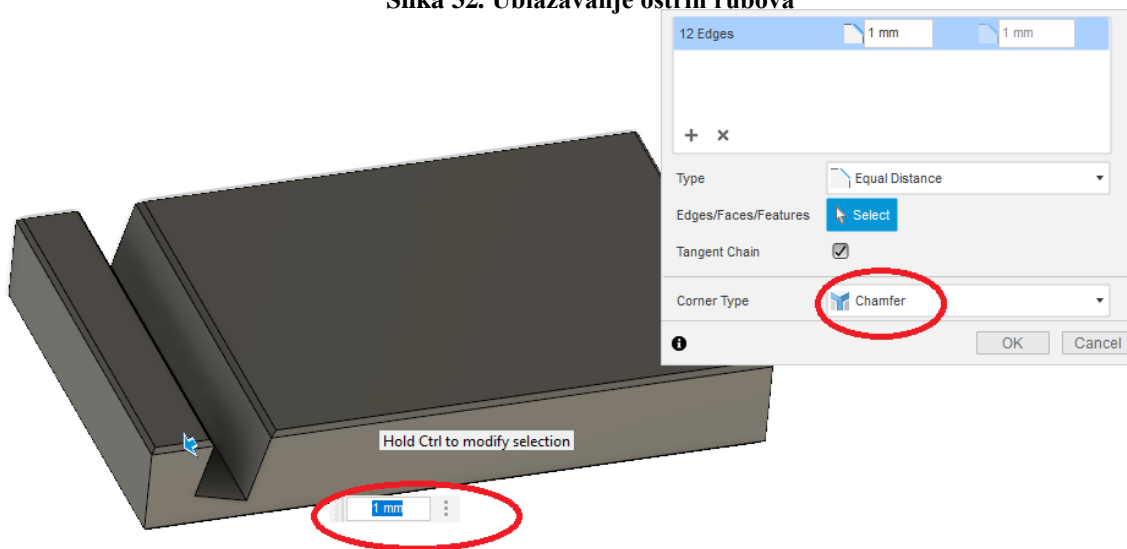 Slika 32. Ublažavanje oštrih rubova
12 Edges 1 mm 1 mm
Type Equal Distance
Edges/Faces/Features Select
Tangent Chain
Corner Type Chamfer
OK Cancel
Hold Ctrl to modify selection
1 mm